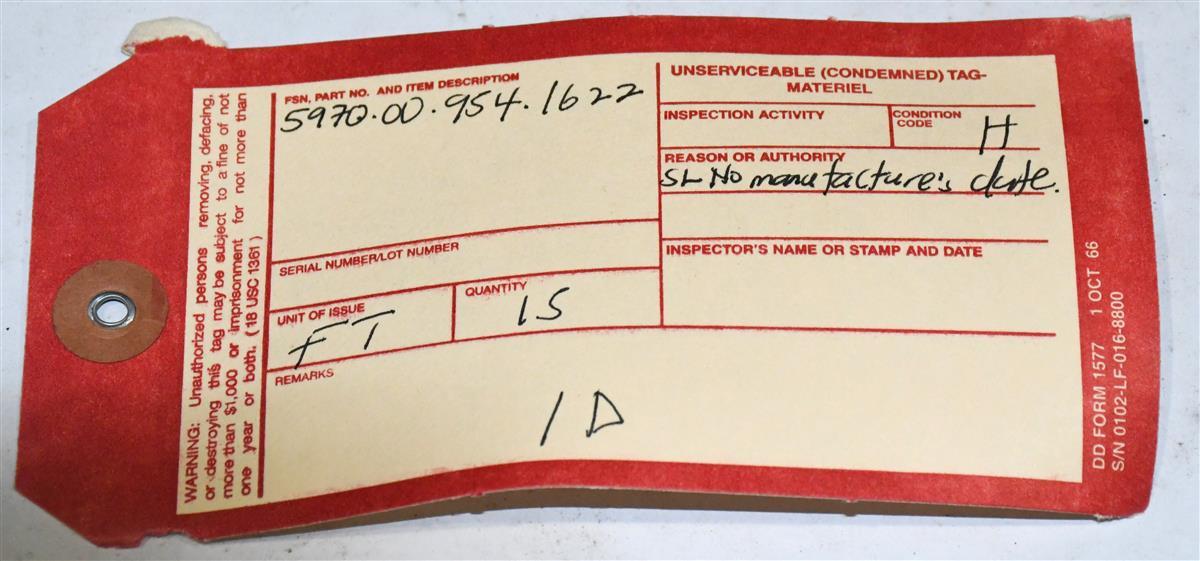 WARNING: Unauthorized persons removing, defacing,
or destroying this tag may be subject to a fine of not
more than $1,000 or imprisonment for not more than
one year or both. (18 USC 1361)
FSN, PART NO. AND ITEM DESCRIPTION
5970.00.954.1622
SERIAL NUMBER/LOT NUMBER
UNIT OF ISSUE
FT
QUANTITY
15
REMARKS
1 D
UNSERVICEABLE (CONDEMNED) TAG-
MATERIEL
INSPECTION ACTIVITY
CONDITION
CODE
H
REASON OR AUTHORITY
SL No manufacture's date.
INSPECTOR'S NAME OR STAMP AND DATE
DD FORM 1577 1 OCT 66
S/N 0102-LF-016-8800